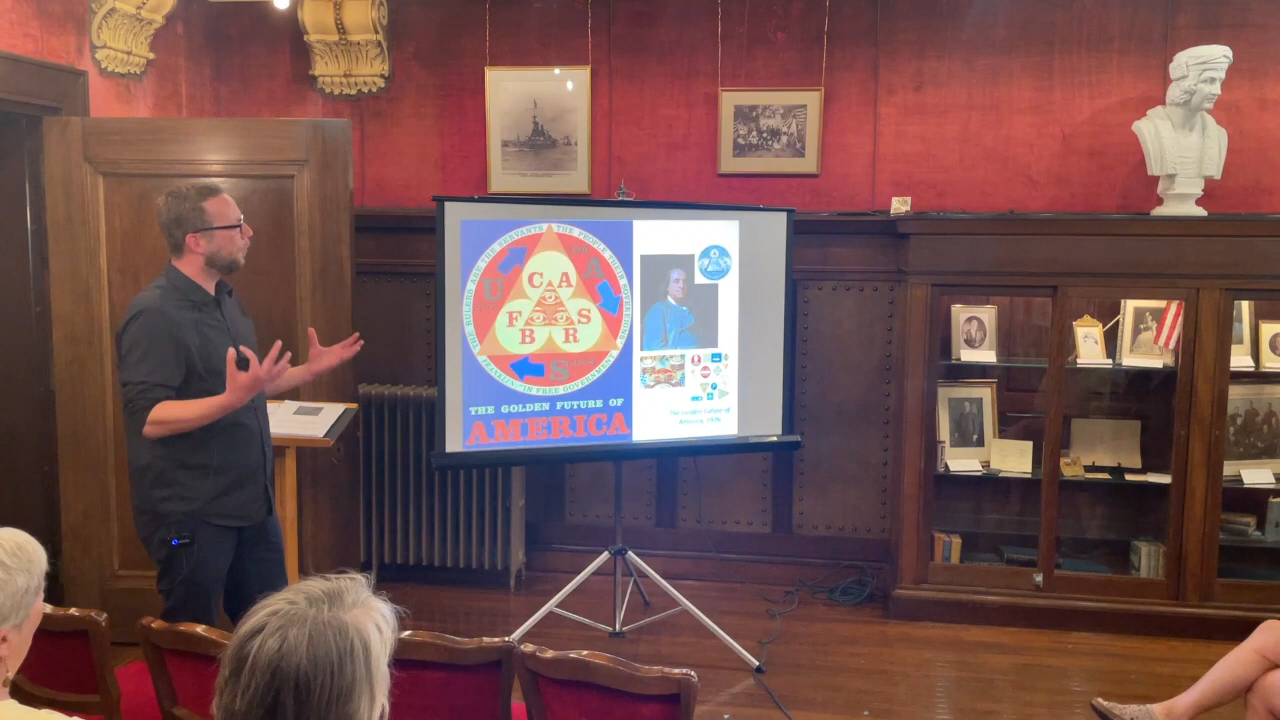 THE RULERS ARE THE SERVANTS
THE PEOPLE THEIR SOVEREIGNS
FRANKLIN
IN FREE GOVERNMENT
U
A
S
C A
F S
B R
THE GOLDEN FUTURE OF
AMERICA
The Golden Future of
America, 1976